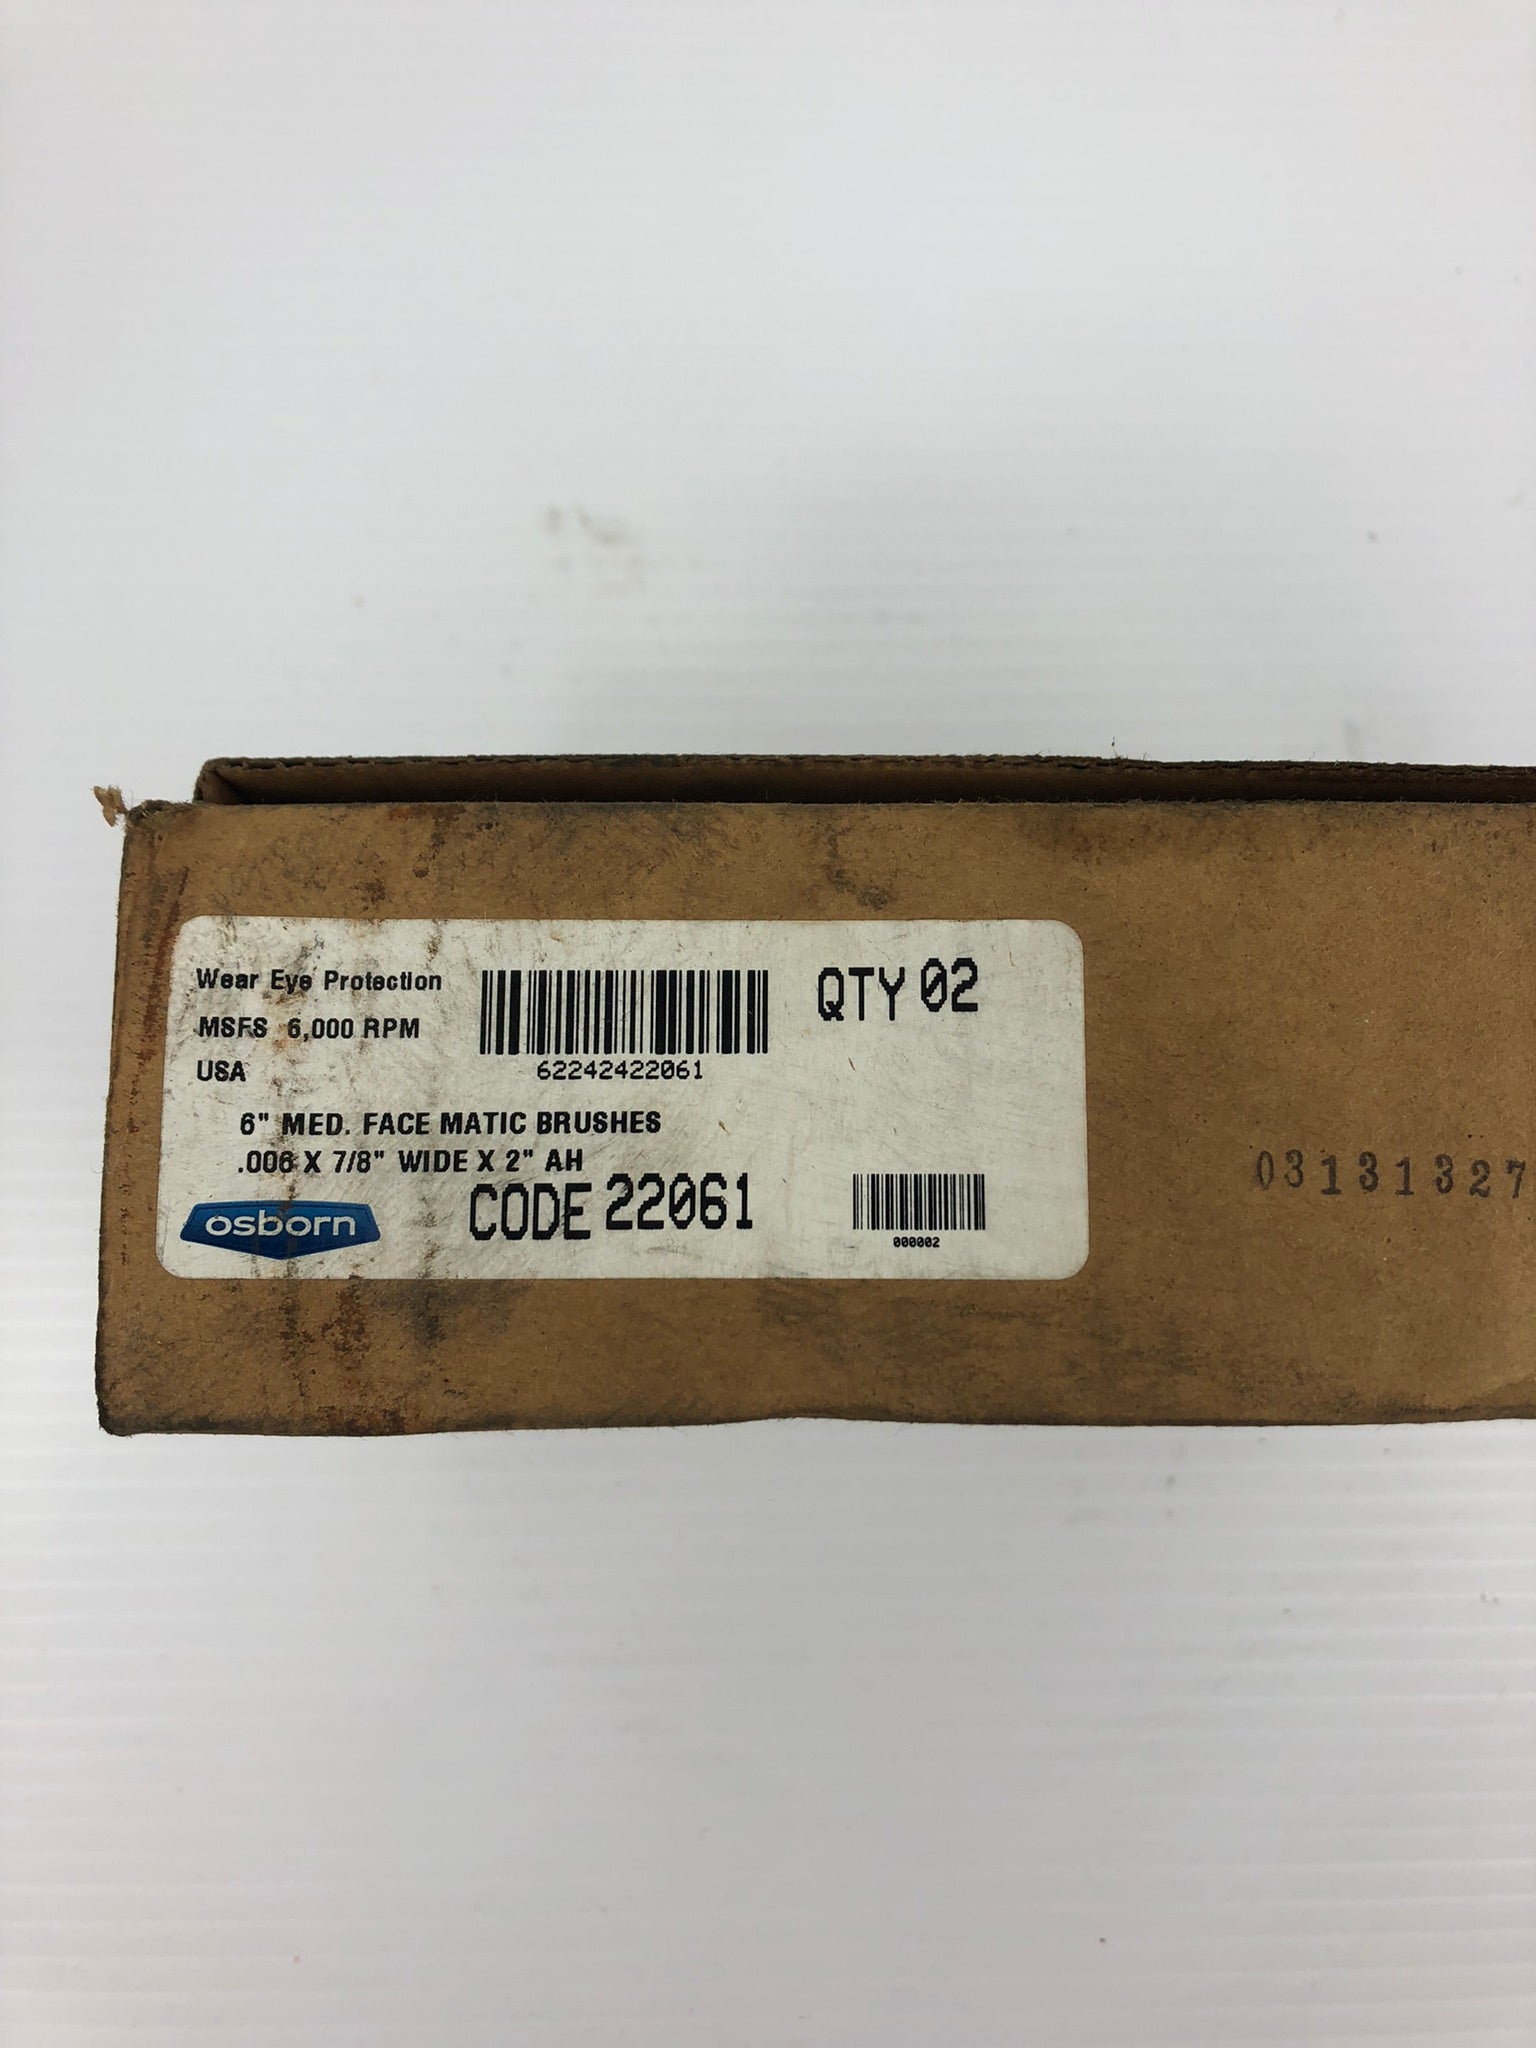 Wear Eye Protection
MSFS 6,000 RPM
USA
62242422061
QTY 02
6" MED. FACE MATIC BRUSHES
.006 X 7/8" WIDE X 2" AH
osborn
CODE 22061
000002
03131327